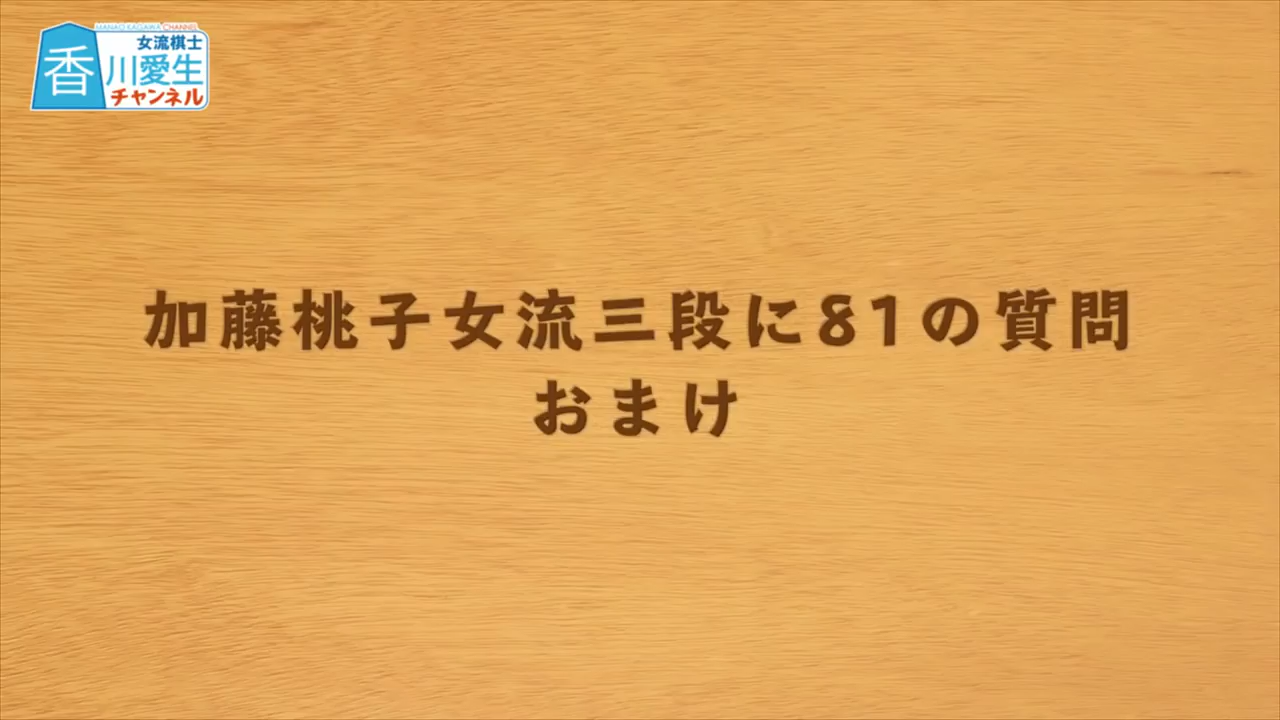 MANAO KAGAWA CHANNEL
女流棋士
香川愛生
チャンネル
加藤桃子女流三段に81の質問
おまけ